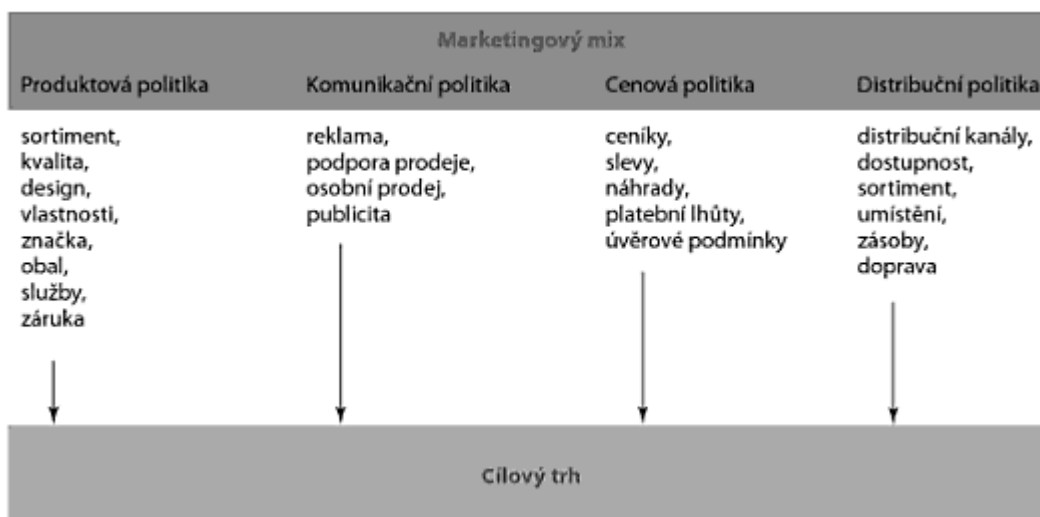 Marketingový mix
Produktová politika
Komunikační politika
Cenová politika
Distribuční politika
sortiment,
kvalita,
design,
vlastnosti,
značka,
obal,
služby,
záruka
reklama,
podpora prodeje,
osobní prodej,
publicita
ceníky,
slevy,
náhrady,
platební lhůty,
úvěrové podmínky
distribuční kanály,
dostupnost,
sortiment,
umístění,
zásoby,
doprava
Cílový trh